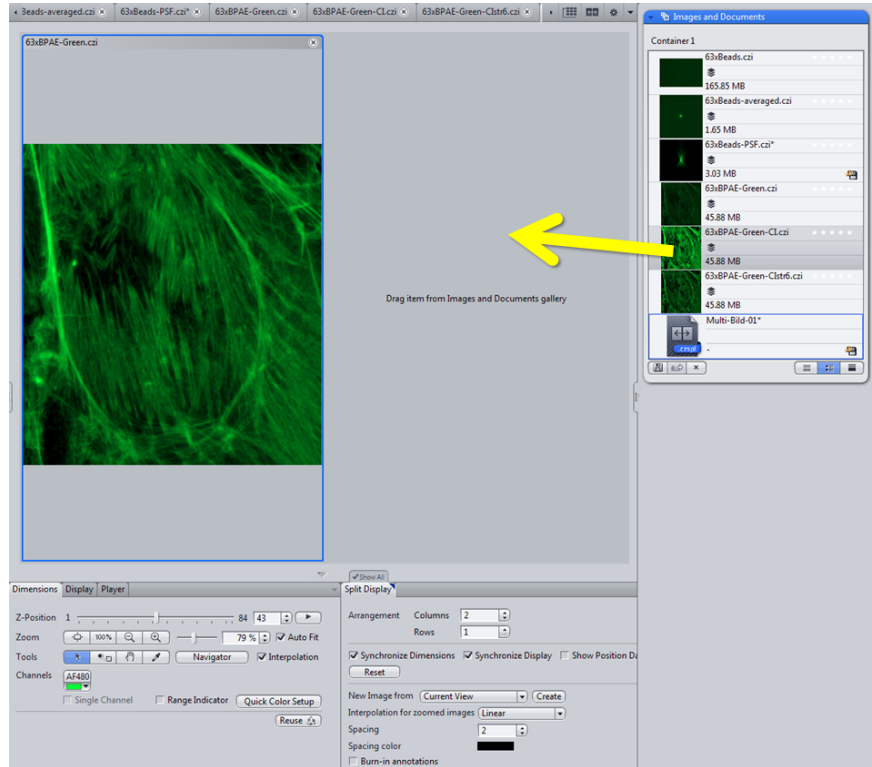 3eads-averaged.czi
63xBeads-PSF.czi*
63xBPAE-Green.czi
63xBPAE-Green-CI.czi
63xBPAE-Green-CIstr6.czi
63xBPAE-Green.czi
Drag item from Images and Documents gallery
Images and Documents
Container 1
63xBeads.czi
165.85 MB
63xBeads-averaged.czi
1.65 MB
63xBeads-PSF.czi*
3.03 MB
63xBPAE-Green.czi
45.88 MB
63xBPAE-Green-CI.czi
45.88 MB
63xBPAE-Green-CIstr6.czi
45.88 MB
Multi-Bild-01*
.czspl
-
Dimensions Display Player
Z-Position 1 84 43
Zoom 100% 79 % Auto Fit
Tools Navigator Interpolation
Channels AF480
Single Channel Range Indicator Quick Color Setup
Reuse
Show All
Split Display
Arrangement Columns 2
Rows 1
Synchronize Dimensions Synchronize Display Show Position Da
Reset
New Image from Current View Create
Interpolation for zoomed images Linear
Spacing 2
Spacing color
Burn-in annotations